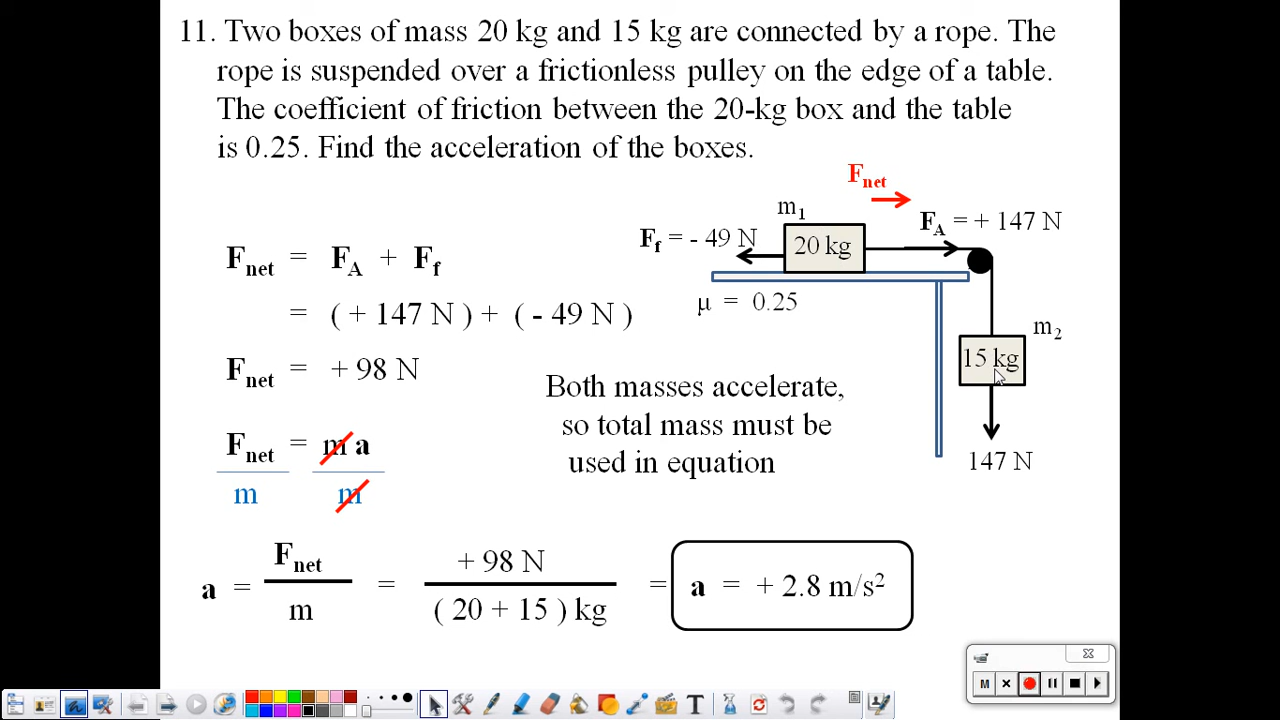 11. Two boxes of mass 20 kg and 15 kg are connected by a rope. The
rope is suspended over a frictionless pulley on the edge of a table.
The coefficient of friction between the 20-kg box and the table
is 0.25. Find the acceleration of the boxes.
Fnet
m1
FA = + 147 N
Ff = - 49 N
20 kg
μ = 0.25
m2
15 kg
147 N
Fnet = FA + Ff
= ( + 147 N ) + ( - 49 N )
Fnet = + 98 N
Both masses accelerate,
so total mass must be
used in equation
Fnet = m a
m m
a = Fnet / m = + 98 N / ( 20 + 15 ) kg = a = + 2.8 m/s²
M
T